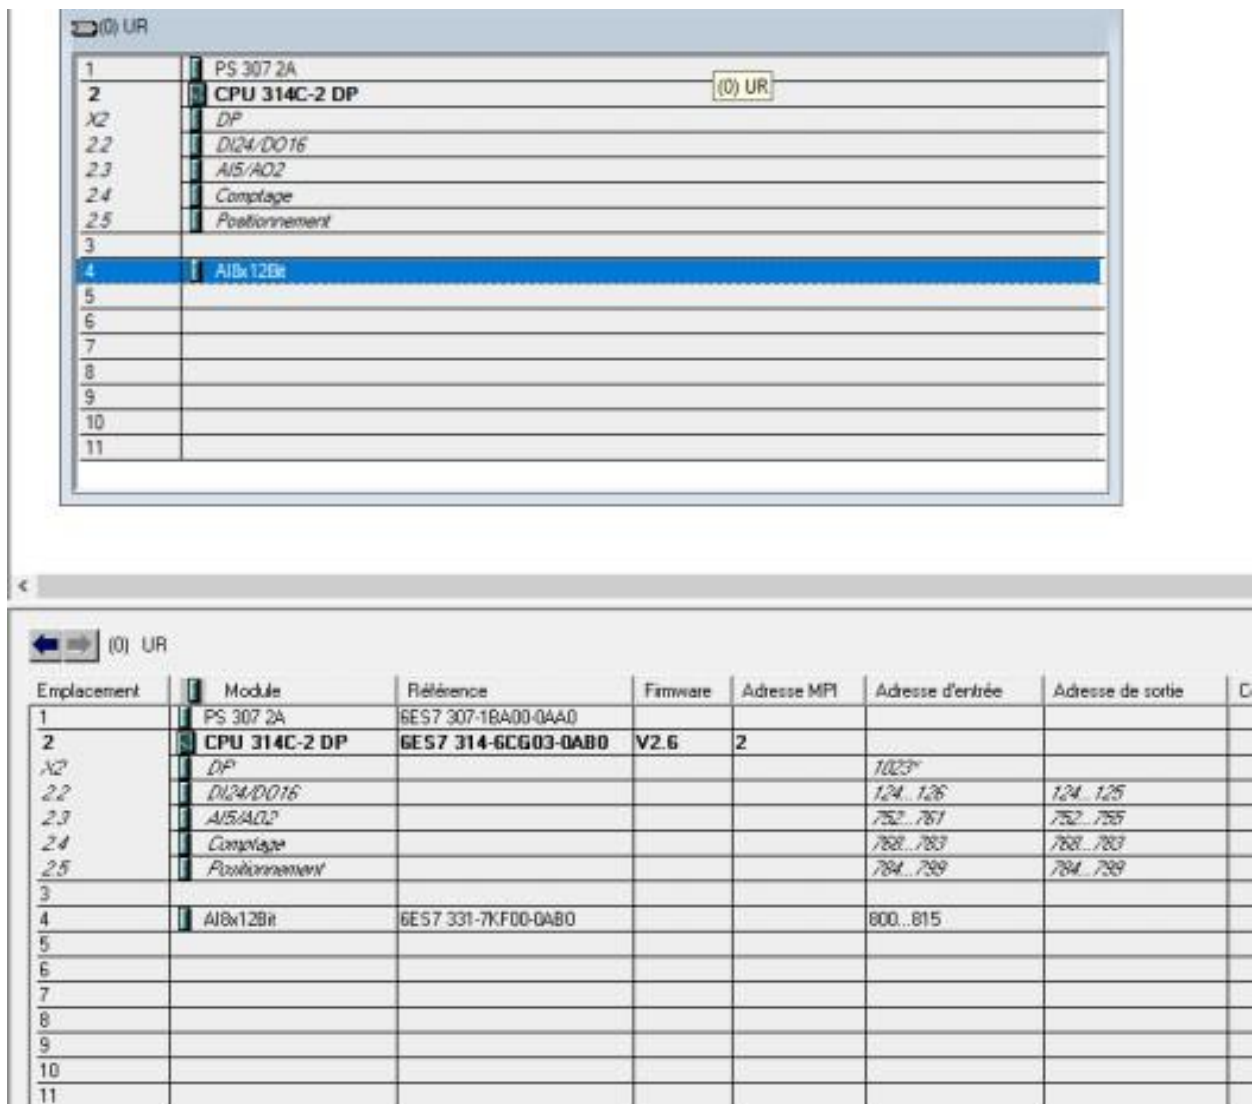 (0) UR
1 PS 307 2A
(0) UR
2 CPU 314C-2 DP
X2 DP
2.2 DI24/DO16
2.3 AI5/AO2
2.4 Comptage
2.5 Positionnement
3
4 AI8x12Bit
5
6
7
8
9
10
11
(0) UR
Emplacement Module Référence Firmware Adresse MPI Adresse d'entrée Adresse de sortie
1 PS 307 2A 6ES7 307-1BA00-0AA0
2 CPU 314C-2 DP 6ES7 314-6CG03-0AB0 V2.6 2
X2 DP 1023*
2.2 DI24/DO16 124...126 124...125
2.3 AI5/AO2 752...761 752...755
2.4 Comptage 768...783 768...783
2.5 Positionnement 784...799 784...799
3
4 AI8x12Bit 6ES7 331-7KF00-0AB0 800...815
5
6
7
8
9
10
11